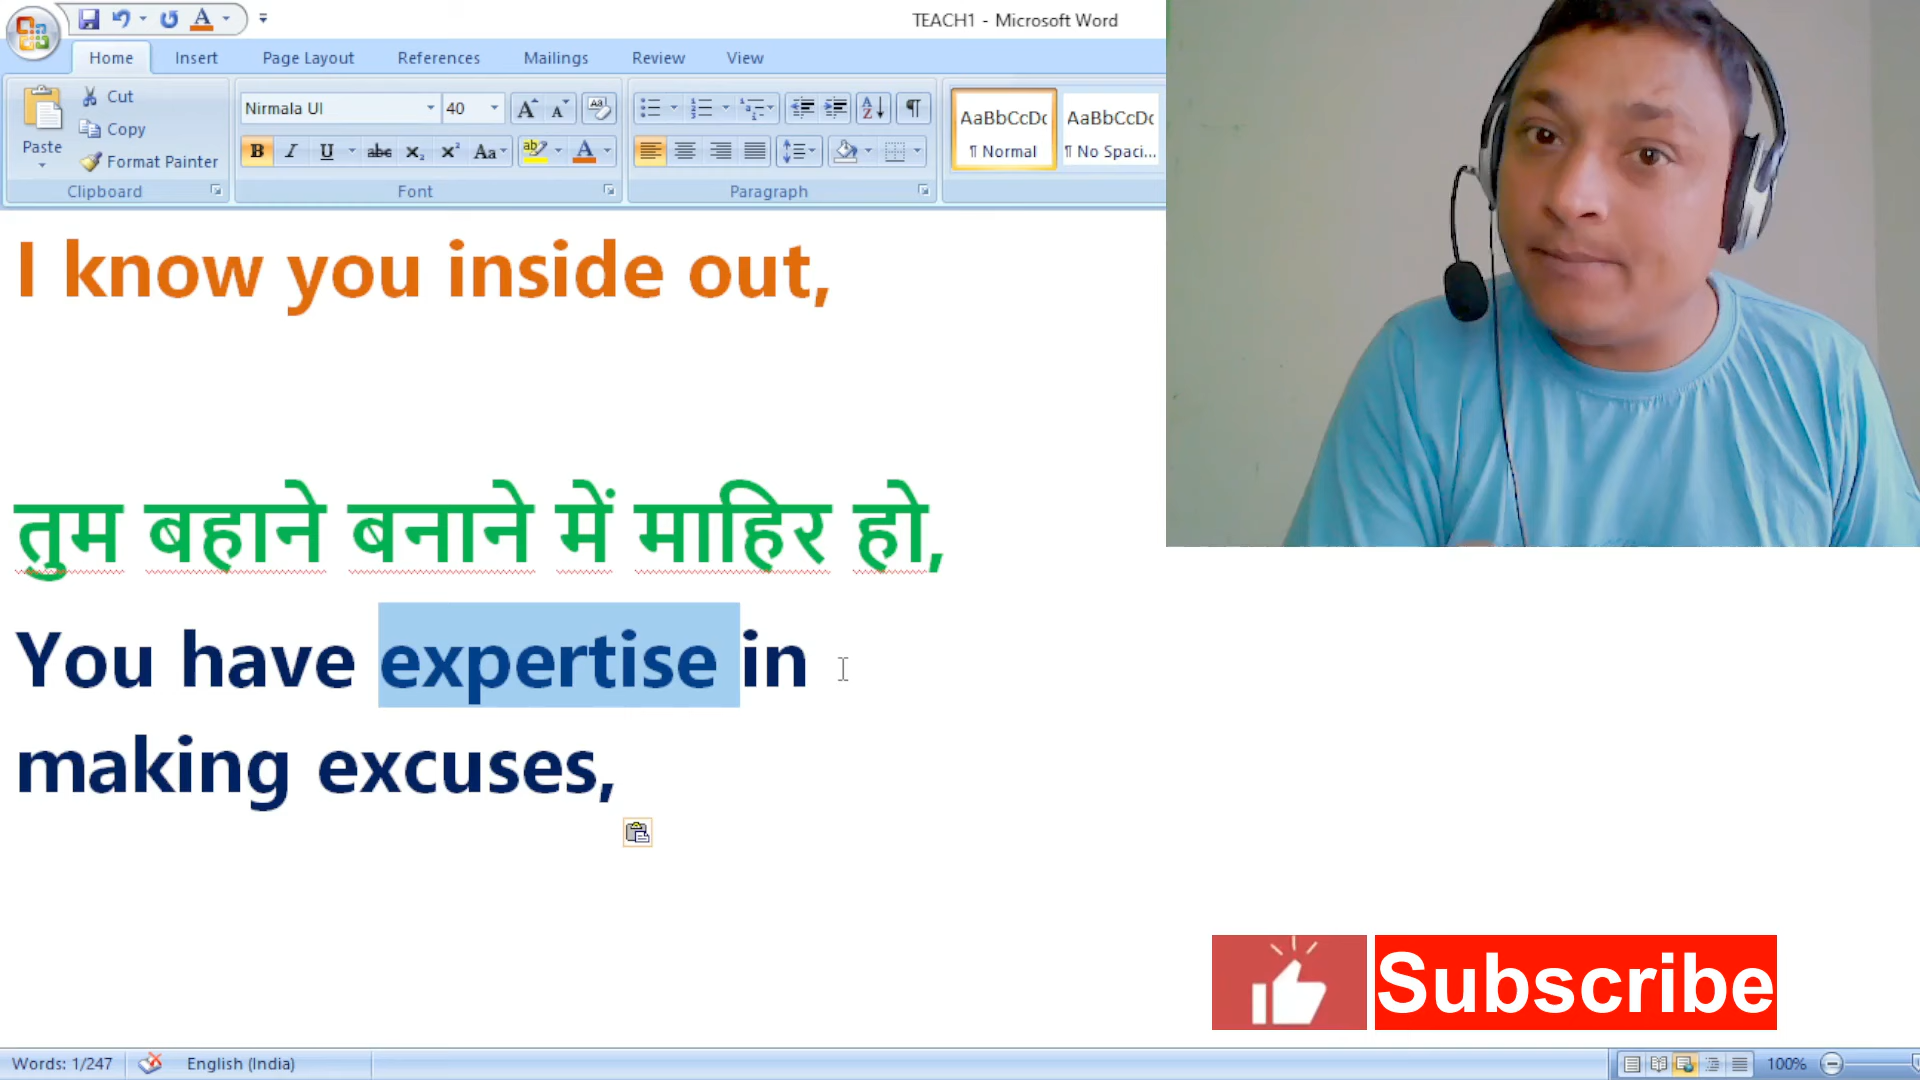 TEACH1 - Microsoft Word
Home Insert Page Layout References Mailings Review View
Cut
Copy
Format Painter
Paste
Clipboard
Nirmala UI 40
Font
Paragraph
AaBbCcDc AaBbCcDc
¶ Normal ¶ No Spaci...
I know you inside out,
तुम बहाने बनाने में माहिर हो,
You have expertise in
making excuses,
Subscribe
Words: 1/247 English (India) 100%